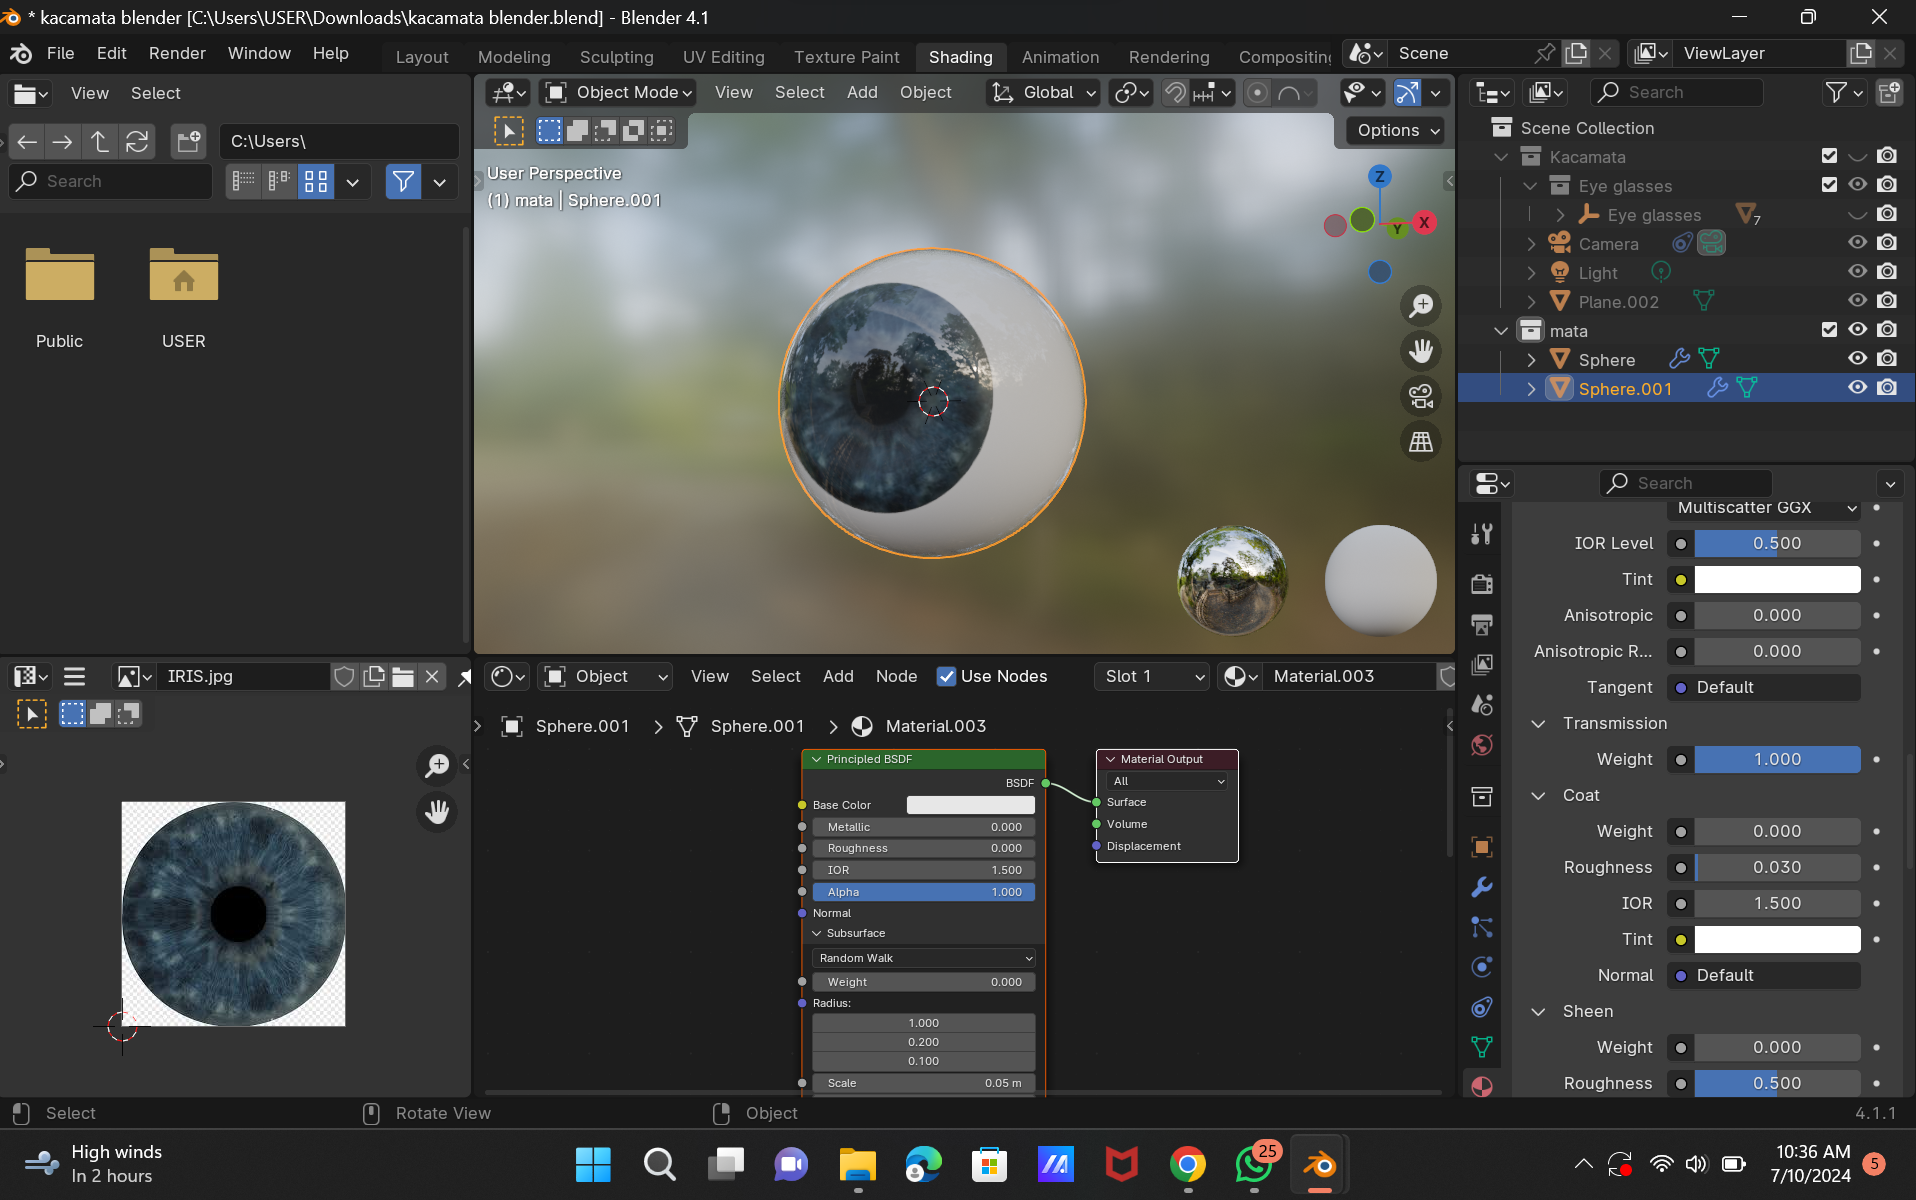 * kacamata blender [C:\Users\USER\Downloads\kacamata blender.blend] - Blender 4.1
File Edit Render Window Help Layout Modeling Sculpting UV Editing Texture Paint Shading Animation Rendering Compositing Scene ViewLayer
View Select
Object Mode View Select Add Object Global
Search
C:\Users\
Options
Scene Collection
Search
User Perspective
(1) mata | Sphere.001
Z
X
Y
Kacamata
Eye glasses
Eye glasses 7
Camera
Light
Plane.002
mata
Sphere
Sphere.001
Public
USER
Search
Multiscatter GGX
IOR Level 0.500
Tint
Anisotropic 0.000
Anisotropic R... 0.000
Tangent Default
Transmission
Weight 1.000
Coat
Weight 0.000
Roughness 0.030
IOR 1.500
Tint
Normal Default
Sheen
Weight 0.000
Roughness 0.500
IRIS.jpg
Object View Select Add Node Use Nodes Slot 1 Material.003
Sphere.001 Sphere.001 Material.003
Principled BSDF
BSDF
Base Color
Metallic 0.000
Roughness 0.000
IOR 1.500
Alpha 1.000
Normal
Subsurface
Random Walk
Weight 0.000
Radius:
1.000
0.200
0.100
Scale 0.05 m
Material Output
All
Surface
Volume
Displacement
Select Rotate View Object 4.1.1
High winds
In 2 hours
25
10:36 AM
7/10/2024
5